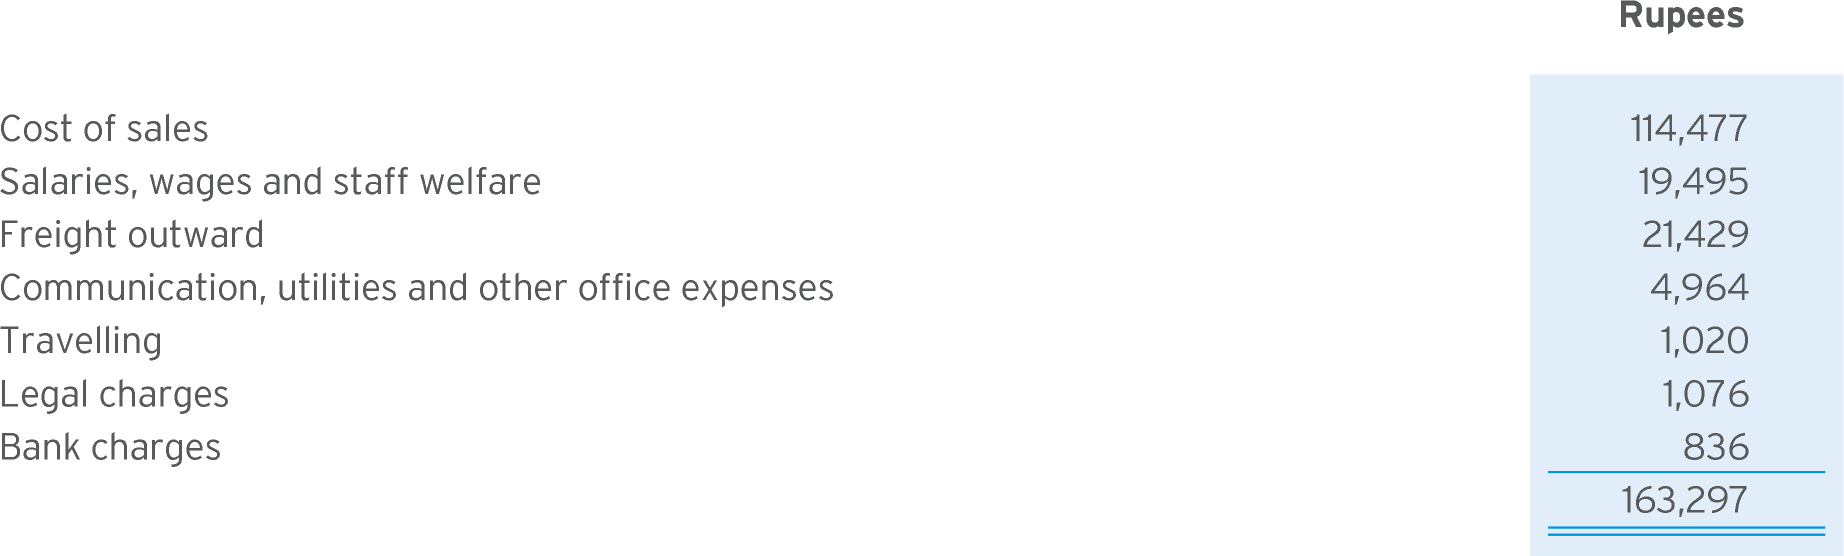 Rupees
Cost of sales 114,477
Salaries, wages and staff welfare 19,495
Freight outward 21,429
Communication, utilities and other office expenses 4,964
Travelling 1,020
Legal charges 1,076
Bank charges 836
163,297